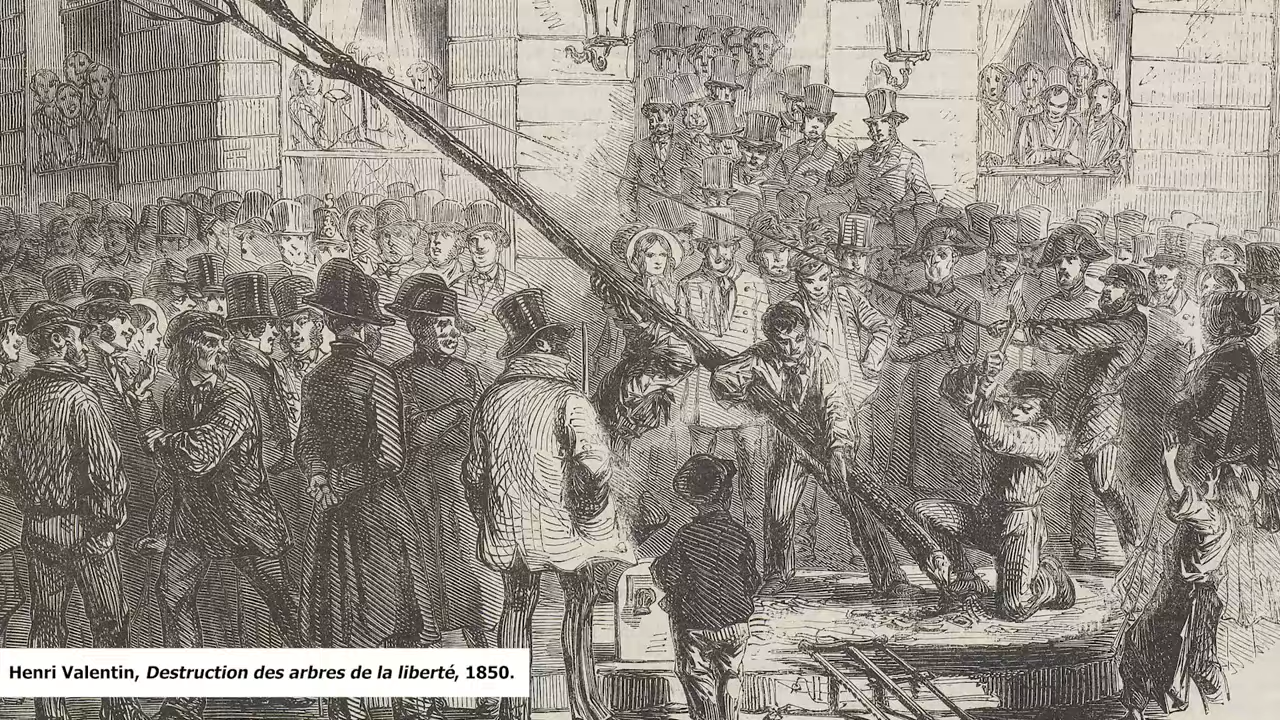 Henri Valentin, Destruction des arbres de la liberté, 1850.